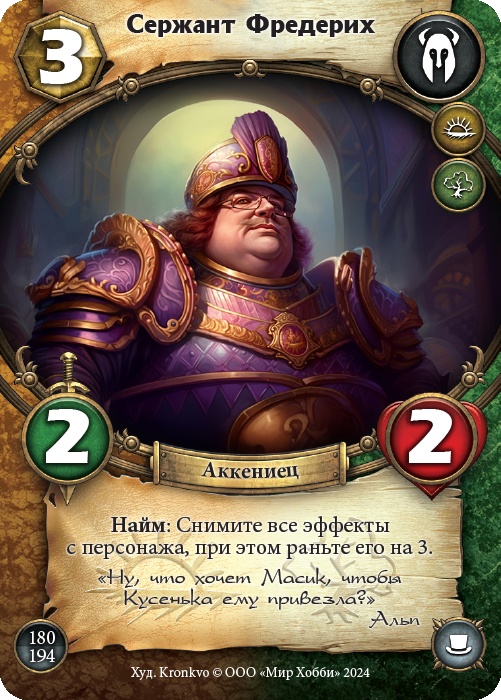 Сержант Фредерих
3
2
2
Аккениец
Найм: Снимите все эффекты
с персонажа, при этом раньте его на 3.
«Ну, что хочет Масик, чтобы
Кусенька ему привезла?»
Альп
180
194
Худ. Kronkvo © ООО «Мир Хобби» 2024